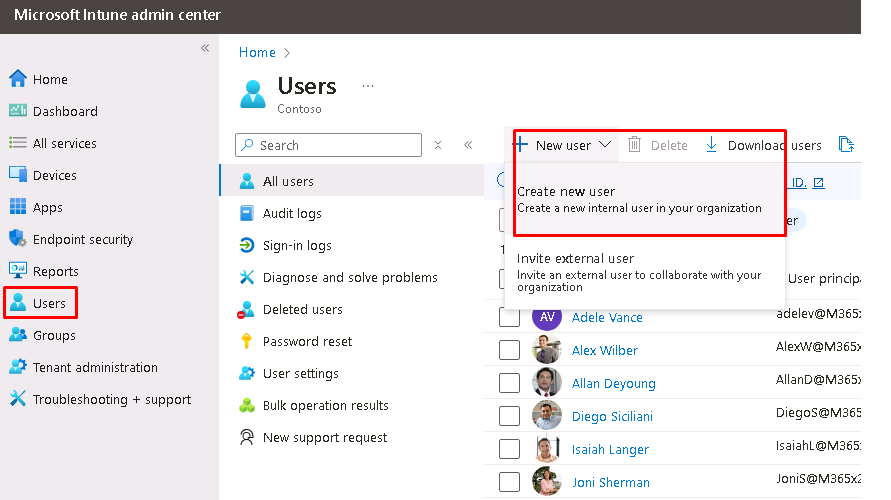 Microsoft Intune admin center
«
Home
Dashboard
All services
Devices
Apps
Endpoint security
Reports
Users
Groups
Tenant administration
Troubleshooting + support
Home >
Users ...
Contoso
Search
«
All users
Audit logs
Sign-in logs
Diagnose and solve problems
Deleted users
Password reset
User settings
Bulk operation results
New support request
New user
Delete
Download users
ID.
Create new user
Create a new internal user in your organization
Invite external user
Invite an external user to collaborate with your
organization
User princip
AV Adele Vance adelev@M365x
Alex Wilber AlexW@M365x
Allan Deyoung AllanD@M365x
Diego Siciliani DiegoS@M365x
Isaiah Langer IsaiahL@M365x
Joni Sherman JoniS@M365x2